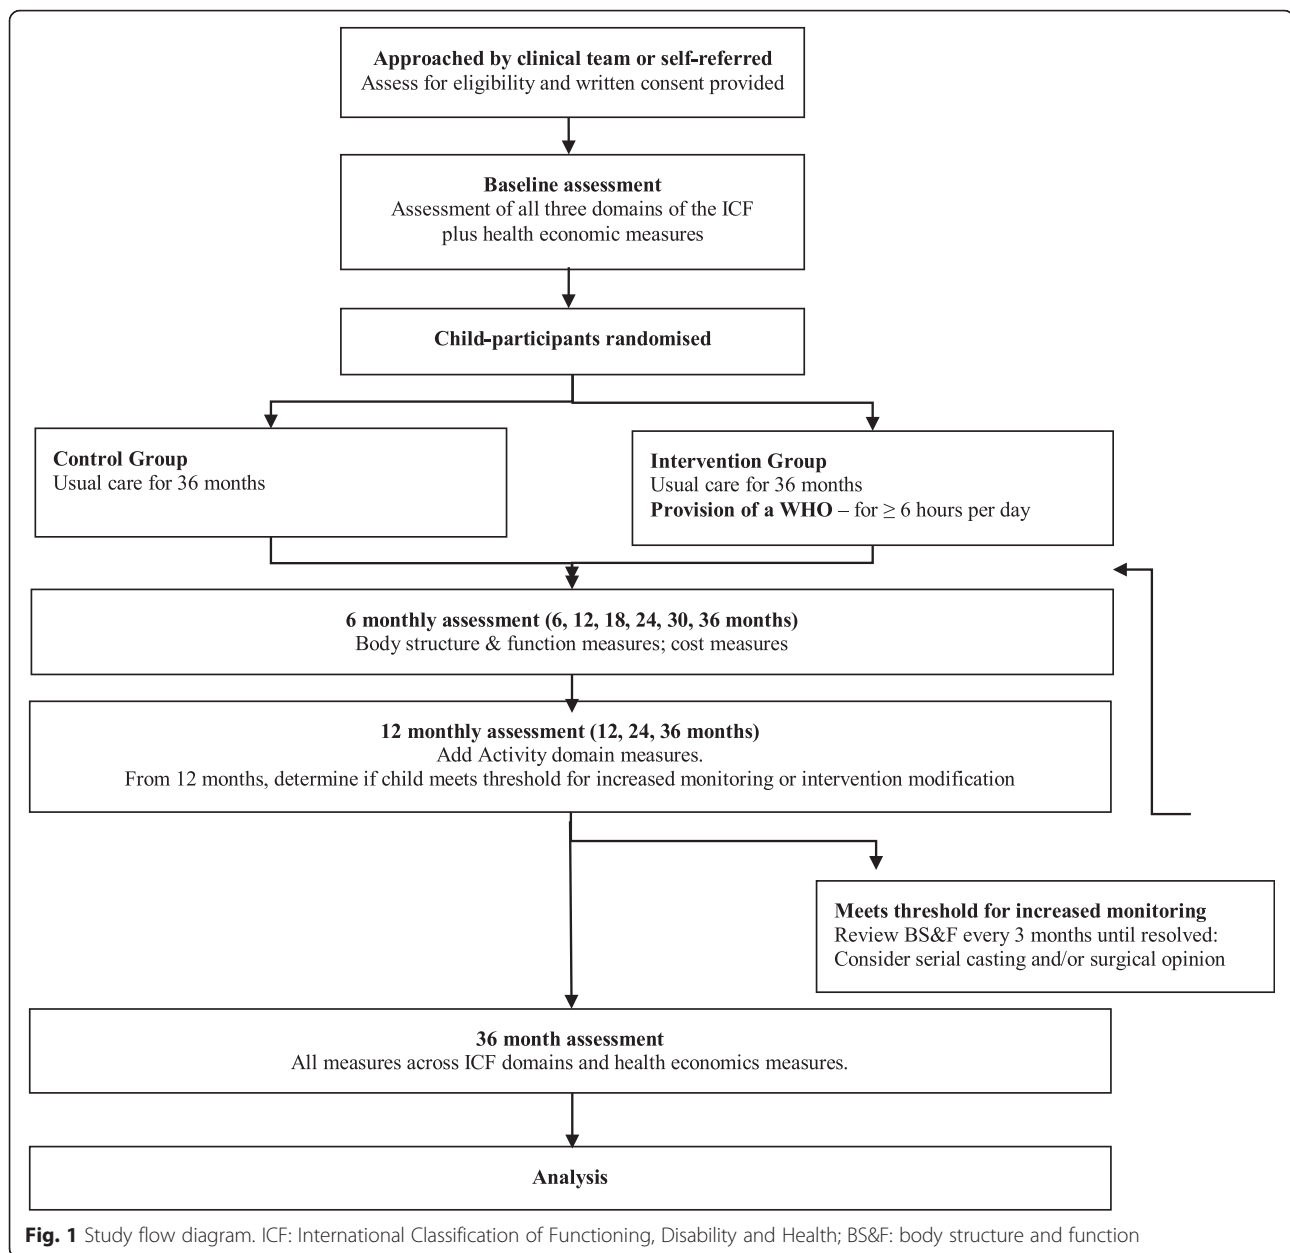 Approached by clinical team or self-referred
Assess for eligibility and written consent provided
Baseline assessment
Assessment of all three domains of the ICF
plus health economic measures
Child-participants randomised
Control Group
Usual care for 36 months
Intervention Group
Usual care for 36 months
Provision of a WHO – for ≥ 6 hours per day
6 monthly assessment (6, 12, 18, 24, 30, 36 months)
Body structure & function measures; cost measures
12 monthly assessment (12, 24, 36 months)
Add Activity domain measures.
From 12 months, determine if child meets threshold for increased monitoring or intervention modification
Meets threshold for increased monitoring
Review BS&F every 3 months until resolved:
Consider serial casting and/or surgical opinion
36 month assessment
All measures across ICF domains and health economics measures.
Analysis
Fig. 1 Study flow diagram. ICF: International Classification of Functioning, Disability and Health; BS&F: body structure and function